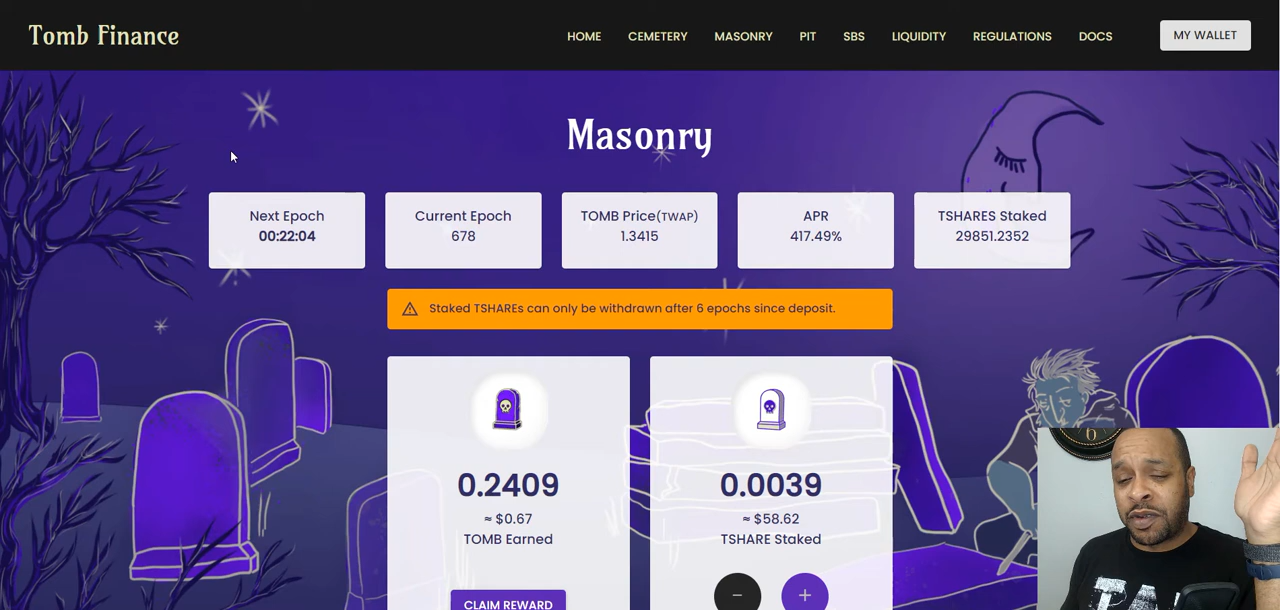 Tomb Finance
HOME CEMETERY MASONRY PIT SBS LIQUIDITY REGULATIONS DOCS MY WALLET
Masonry
Next Epoch
00:22:04
Current Epoch
678
TOMB Price(TWAP)
1.3415
APR
417.49%
TSHARES Staked
29851.2352
Staked TSHAREs can only be withdrawn after 6 epochs since deposit.
0.2409
≈ $0.67
TOMB Earned
CLAIM REWARD
0.0039
≈ $58.62
TSHARE Staked
− +